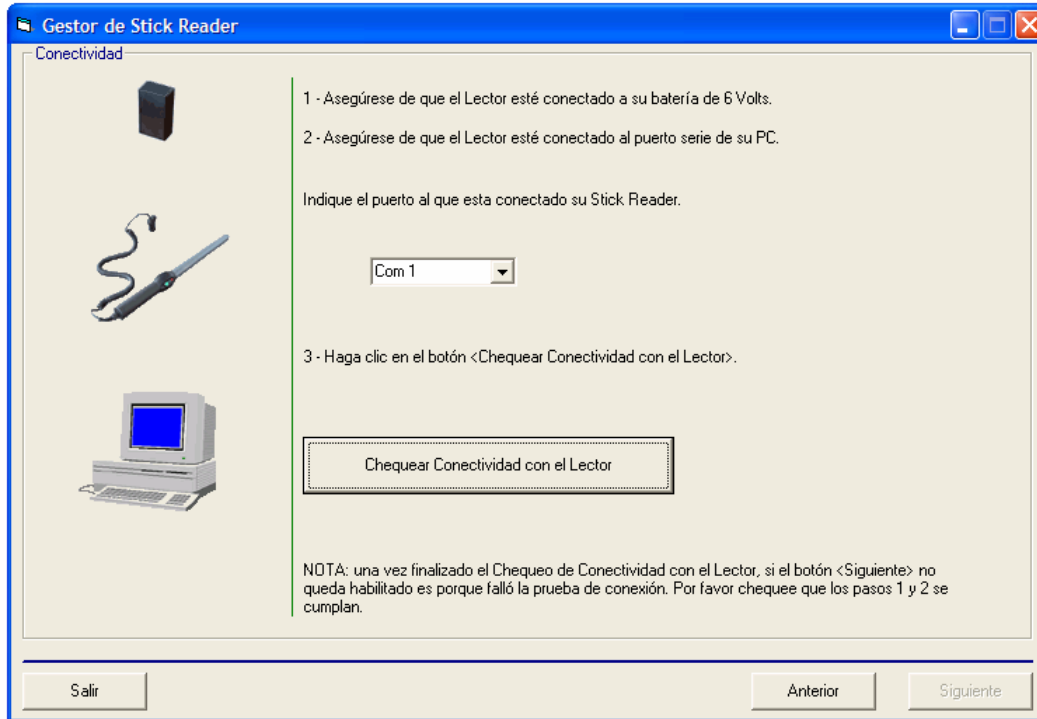 Gestor de Stick Reader
Conectividad
1 - Asegúrese de que el Lector esté conectado a su batería de 6 Volts.
2 - Asegúrese de que el Lector esté conectado al puerto serie de su PC.
Indique el puerto al que esta conectado su Stick Reader.
Com 1
3 - Haga clic en el botón <Chequear Conectividad con el Lector>.
Chequear Conectividad con el Lector
NOTA: una vez finalizado el Chequeo de Conectividad con el Lector, si el botón <Siguiente> no
queda habilitado es porque falló la prueba de conexión. Por favor chequee que los pasos 1 y 2 se
cumplan.
Salir
Anterior
Siguiente